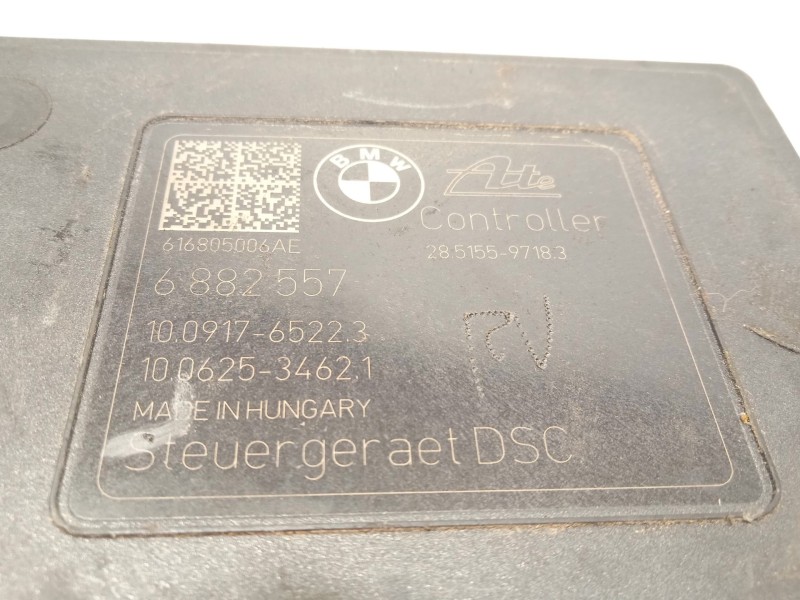 BMW
Ate
Controller
616805006AE
28.5155-9718.3
6 882 557
10.0917-6522.3
10.0625-3462.1
MADE IN HUNGARY
Steuergeraet DSC